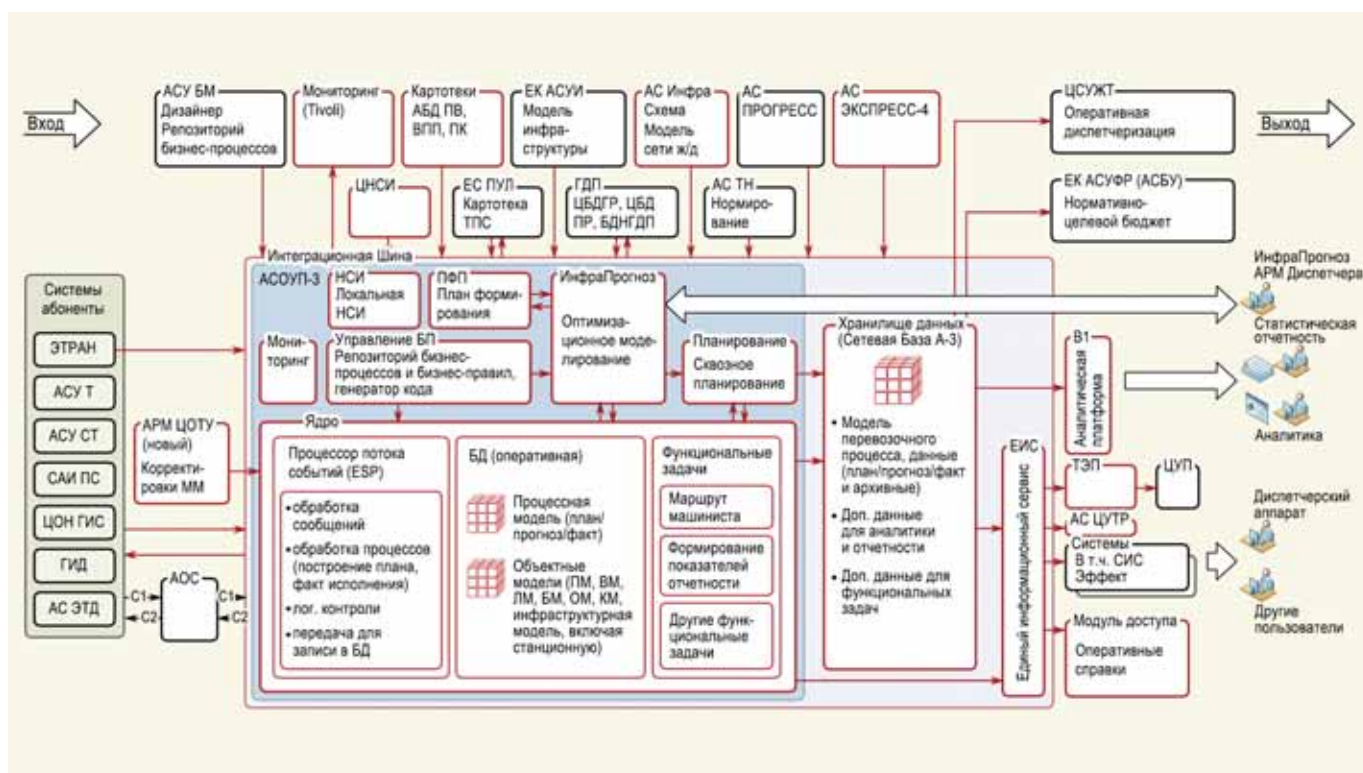 Вход
АСУ БМ
Дизайнер
Репозиторий
бизнес-процессов
Мониторинг
(Tivoli)
Картотеки
АБД ПВ,
ВПП, ПК
ЕК АСУИ
Модель
инфра-
структуры
АС Инфра
Схема
Модель
сети ж/д
АС
ПРОГРЕСС
АС
ЭКСПРЕСС-4
ЦСУЖТ
Оперативная
диспетчеризация
Выход
ЦНСИ
ЕС ПУЛ
Картотека
ТПС
ГДП
ЦБДГР, ЦБД
ПР, БДНГДП
АС ТН
Нормиро-
вание
ЕК АСУФР (АСБУ)
Нормативно-
целевой бюджет
Интеграционная Шина
АСОУП-3
НСИ
Локальная
НСИ
ПФП
План форми-
рования
ИнфраПрогноз
Оптимиза-
ционное моде-
лирование
ИнфраПрогноз
АРМ Диспетчера
Статистическая
отчетность
Аналитика
Системы
абоненты
ЭТРАН
АСУ Т
АСУ СТ
САИ ПС
ЦОН ГИС
ГИД
АС ЭТД
Мони-
торинг
Управление БП
Репозиторий бизнес-
процессов и бизнес-правил,
генератор кода
Планирование
Сквозное
планирование
Хранилище данных
(Сетевая База А-3)
• Модель
перевозочного
процесса, данные
(план/прогноз/факт
и архивные)
• Доп. данные
для аналитики
и отчетности
• Доп. данные для
функциональных
задач
В1
Аналитическая
платформа
АРМ ЦОТУ
(новый)
Корректи-
ровки ММ
Ядро
Процессор потока
событий (ESP)
•обработка
сообщений
•обработка процессов
(построение плана,
факт исполнения)
•лог. контроли
•передача для
записи в БД
БД (оперативная)
Процессная
модель (план/
прогноз/факт)
Объектные
модели (ПМ, ВМ,
ЛМ, БМ, ОМ, КМ,
инфраструктурная
модель, включая
станционную)
Функциональные
задачи
Маршрут
машиниста
Формирование
показателей
отчетности
Другие функ-
циональные
задачи
ЕИС
Единый информационный сервис
ТЭП
ЦУП
АС ЦУТР
Системы
В т.ч. СИС
Эффект
Модуль доступа
Оперативные
справки
Диспетчерский
аппарат
Другие
пользователи
С1
С2
АОС
С1
С2